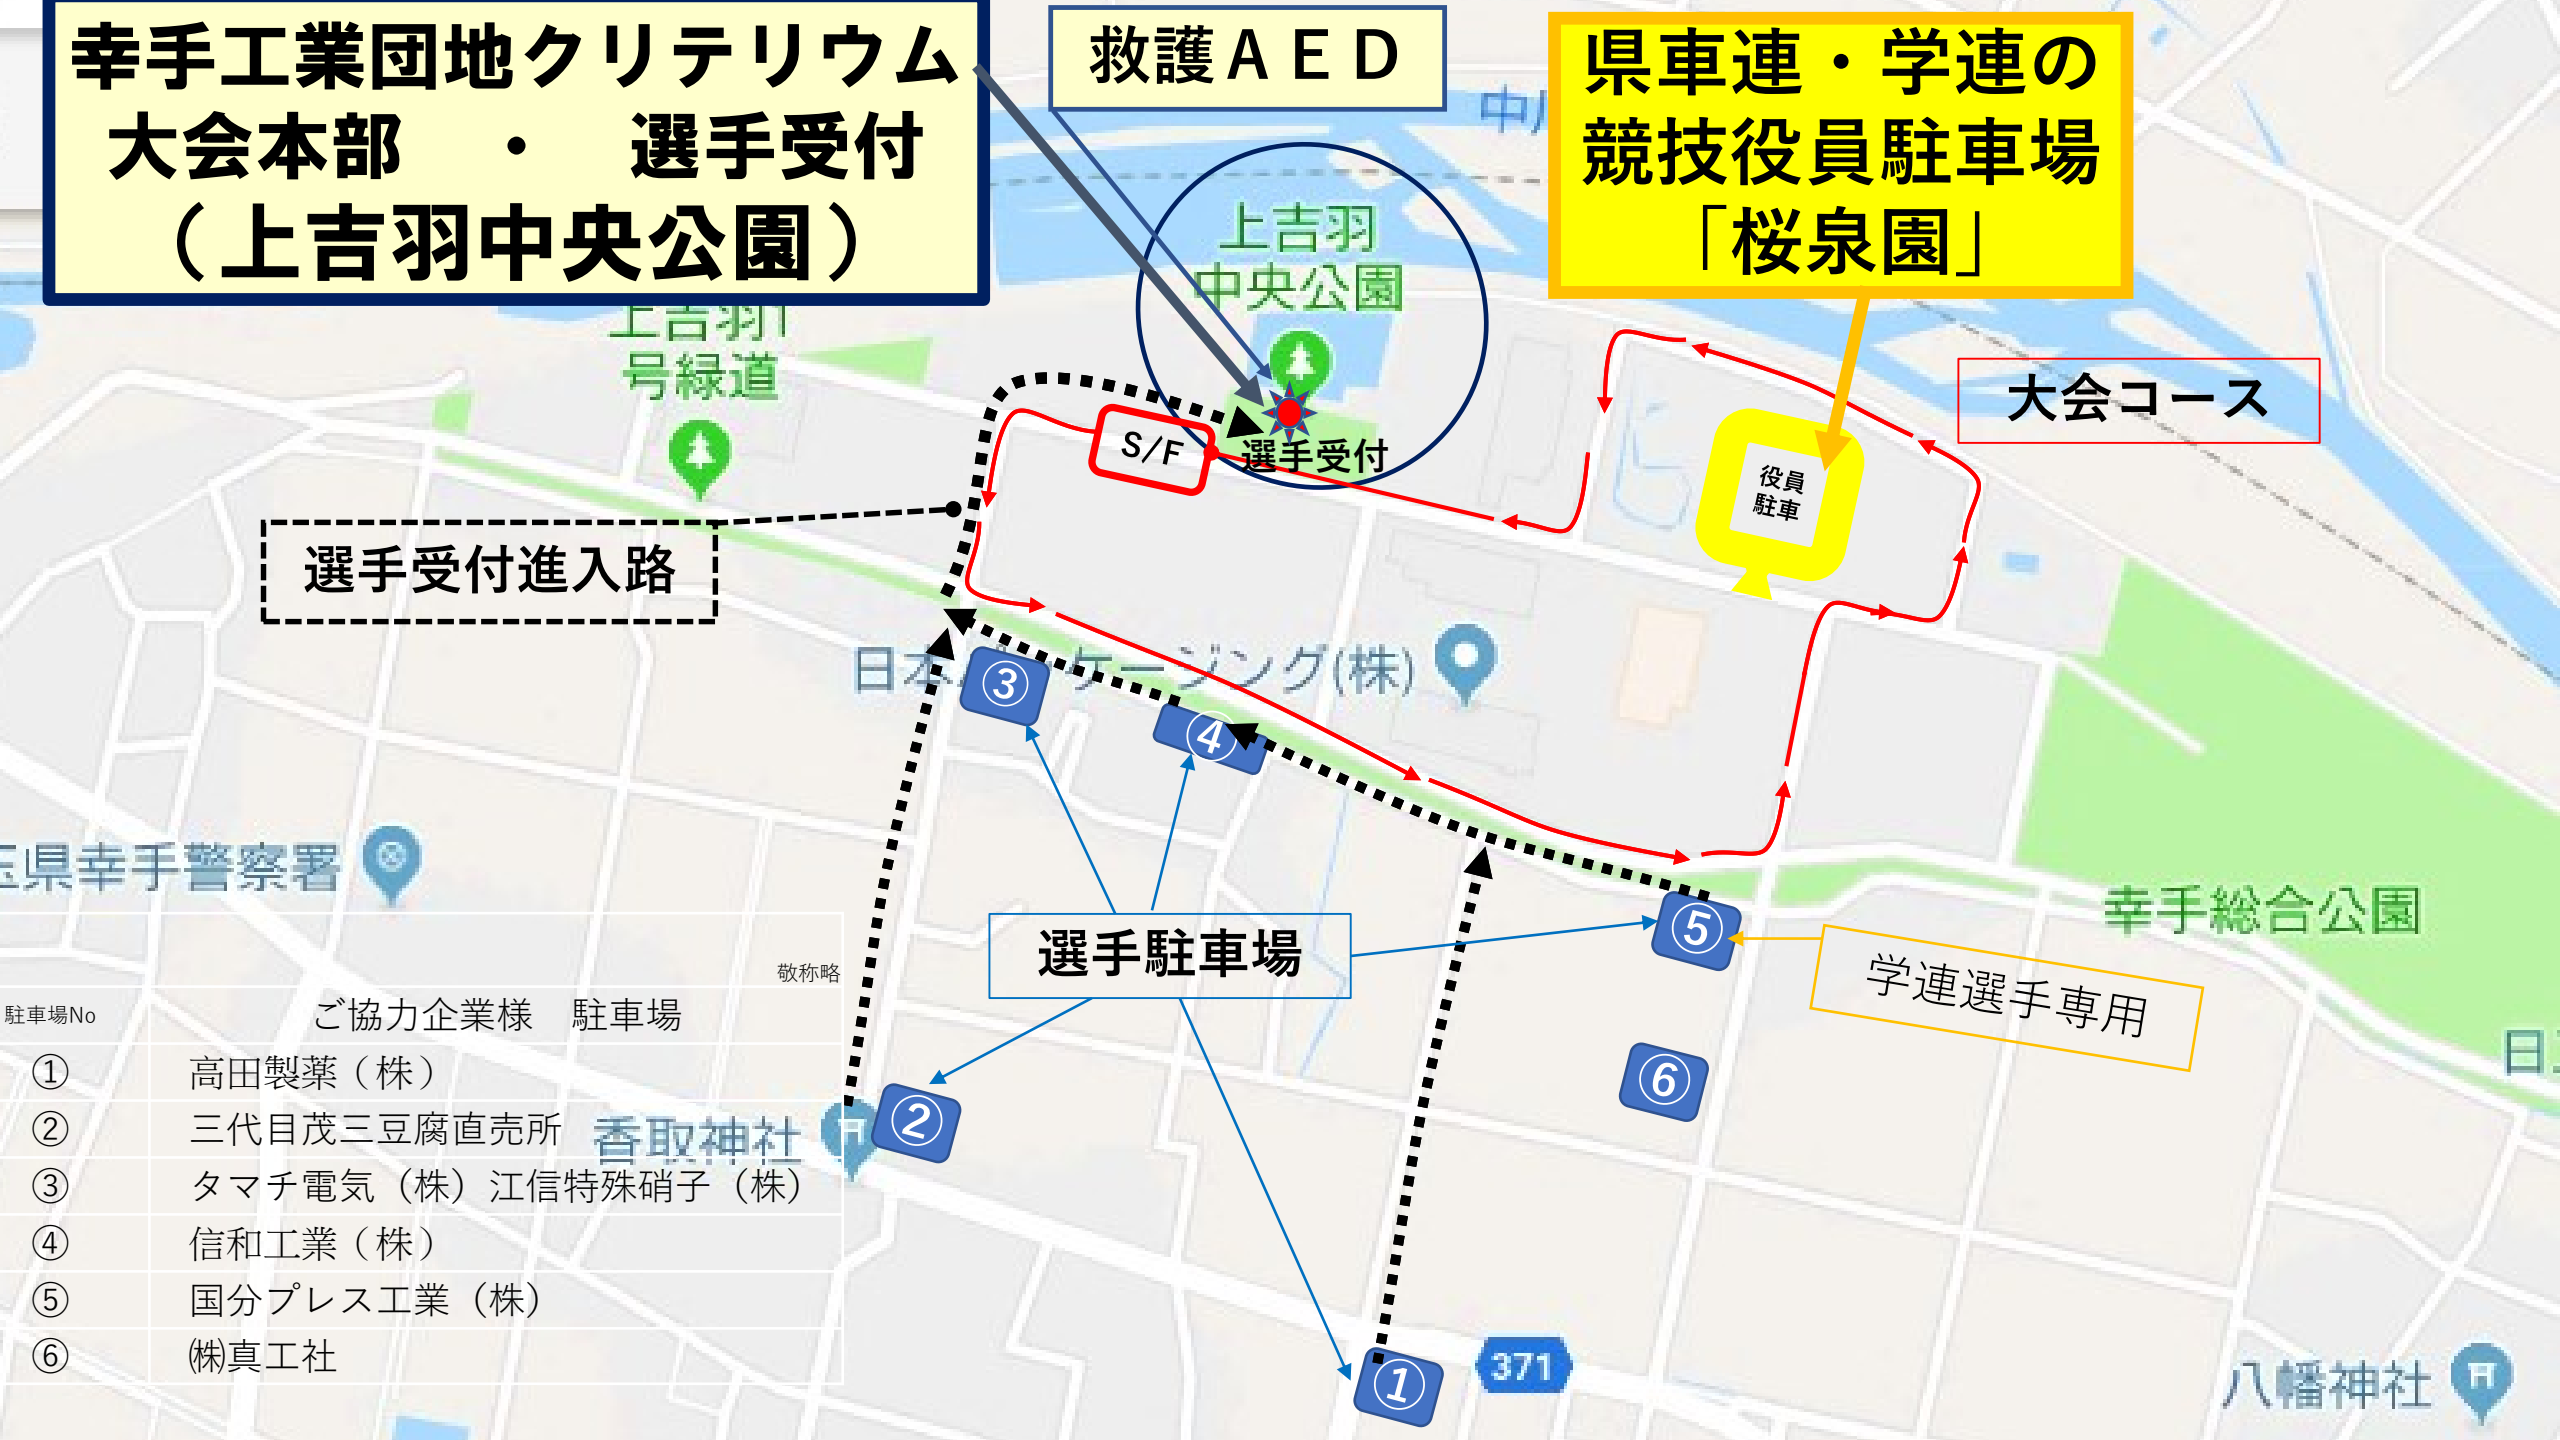 幸手工業団地クリテリウム
大会本部　・　選手受付
（上吉羽中央公園）
救護ＡＥＤ
県車連・学連の
競技役員駐車場
「桜泉園」
上吉羽
中央公園
上吉羽1
号緑道
大会コース
S/F
選手受付
役員
駐車
選手受付進入路
③
④
県幸手警察署
選手駐車場
⑤
幸手総合公園
学連選手専用
敬称略
駐車場No　ご協力企業様　駐車場
①　高田製薬（株）
②　三代目茂三豆腐直売所
③　タマチ電気（株）江信特殊硝子（株）
④　信和工業（株）
⑤　国分プレス工業（株）
⑥　㈱真工社
香取神社
②
⑥
①
371
八幡神社